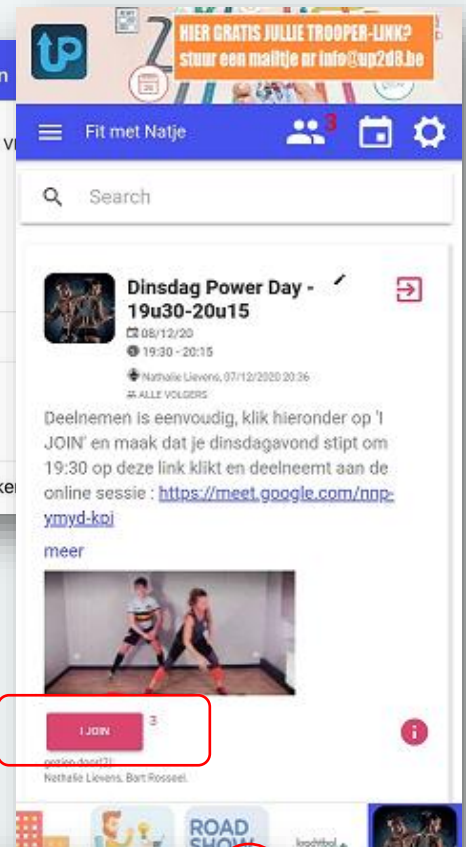 HIER GRATIS JULLIE TROOPER-LINK?
stuur een mailtje nr info@up2d8.be
up
Fit met Natje
3
Search
Dinsdag Power Day -
19u30-20u15
08/12/20
19:30 - 20:15
Nathalie Lievens, 07/12/2020 20:36
ALLE VOLGERS
Deelnemen is eenvoudig, klik hieronder op 'I
JOIN' en maak dat je dinsdagavond stipt om
19:30 op deze link klikt en deelneemt aan de
online sessie : https://meet.google.com/nnp-
ymyd-kpi
meer
I JOIN
3
Nathalie Lievens, Bart Rosseel,
ROAD
SHOW